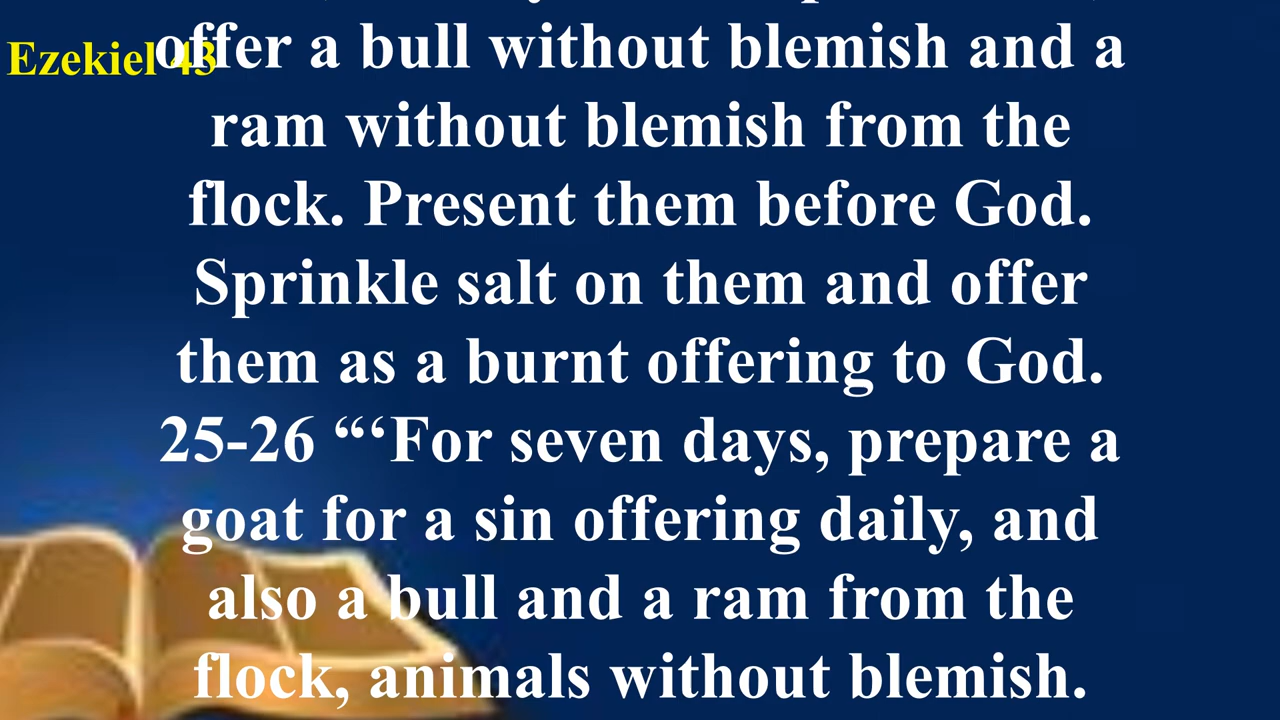 Ezekiel 43
offer a bull without blemish and a
ram without blemish from the
flock. Present them before God.
Sprinkle salt on them and offer
them as a burnt offering to God.
25-26 “‘For seven days, prepare a
goat for a sin offering daily, and
also a bull and a ram from the
flock, animals without blemish.